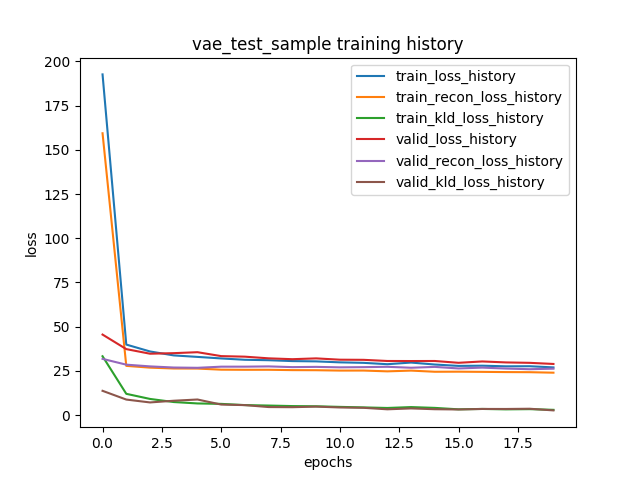 vae_test_sample training history
200
175
150
125
100
75
50
25
0
loss
train_loss_history
train_recon_loss_history
train_kld_loss_history
valid_loss_history
valid_recon_loss_history
valid_kld_loss_history
0.0 2.5 5.0 7.5 10.0 12.5 15.0 17.5
epochs